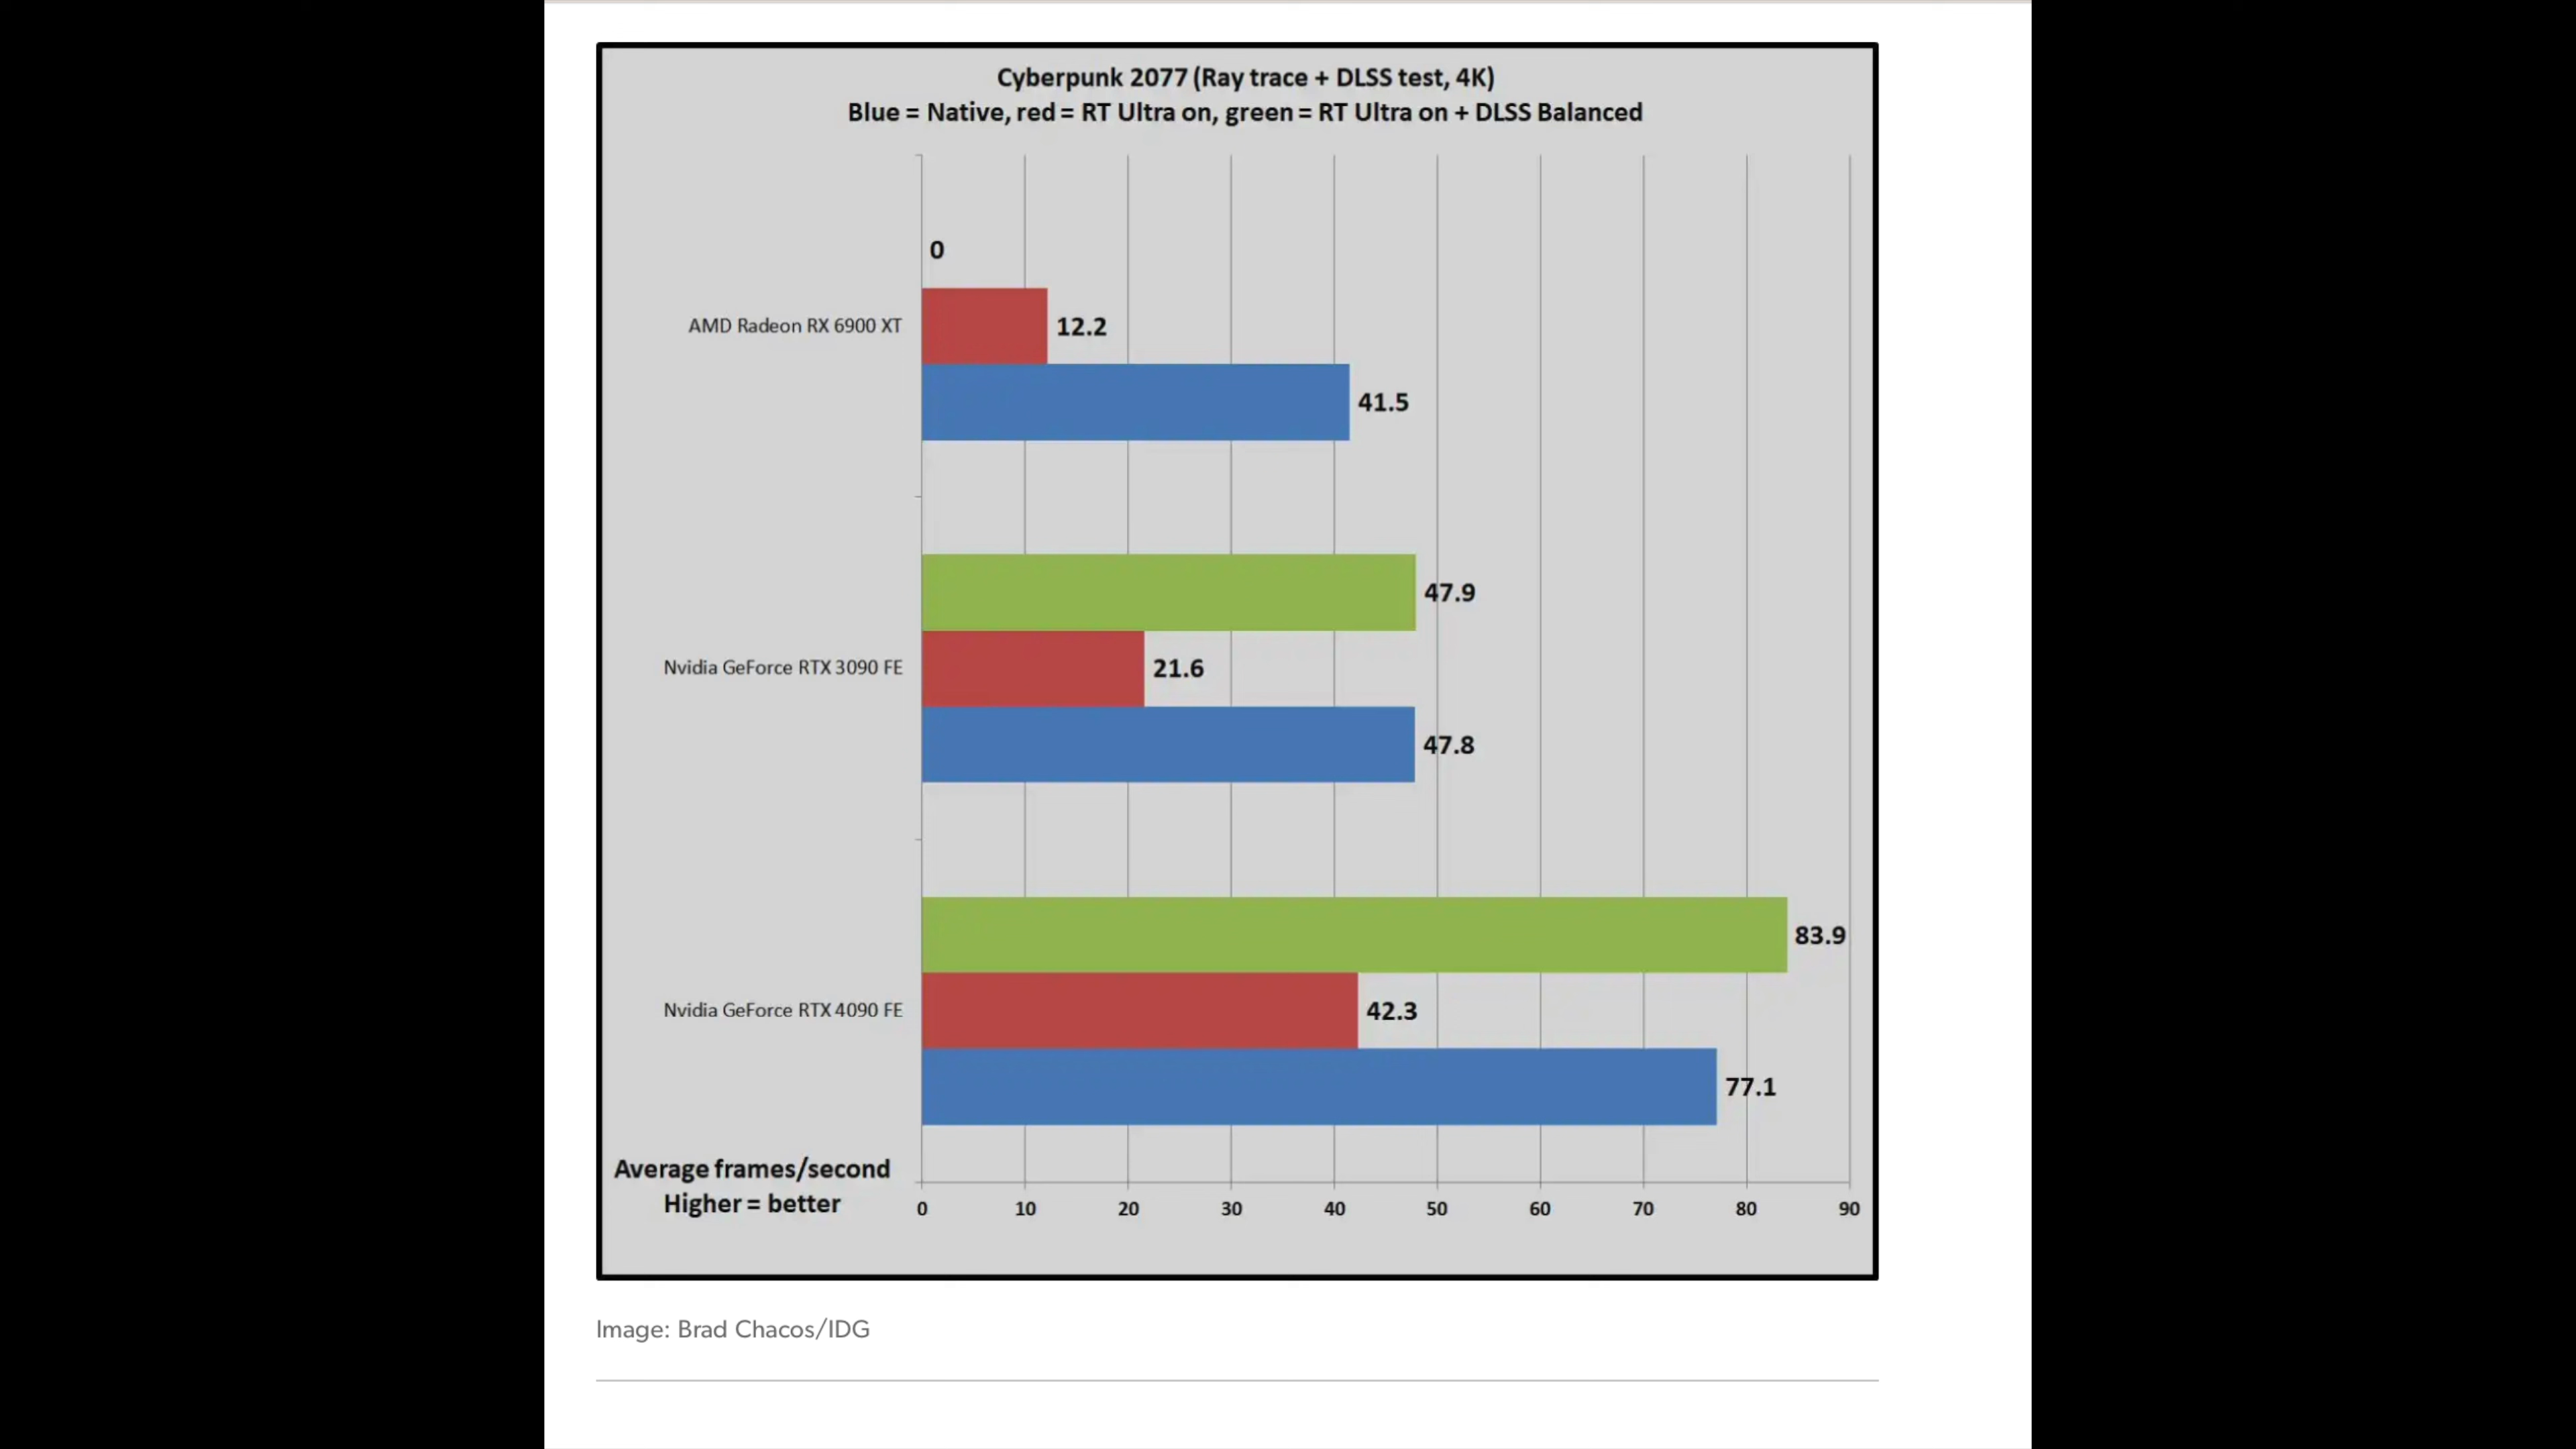 Cyberpunk 2077 (Ray trace + DLSS test, 4K)
Blue = Native, red = RT Ultra on, green = RT Ultra on + DLSS Balanced
0
AMD Radeon RX 6900 XT
12.2
41.5
47.9
Nvidia GeForce RTX 3090 FE
21.6
47.8
83.9
Nvidia GeForce RTX 4090 FE
42.3
77.1
Average frames/second
Higher = better
0 10 20 30 40 50 60 70 80 90
Image: Brad Chacos/IDG